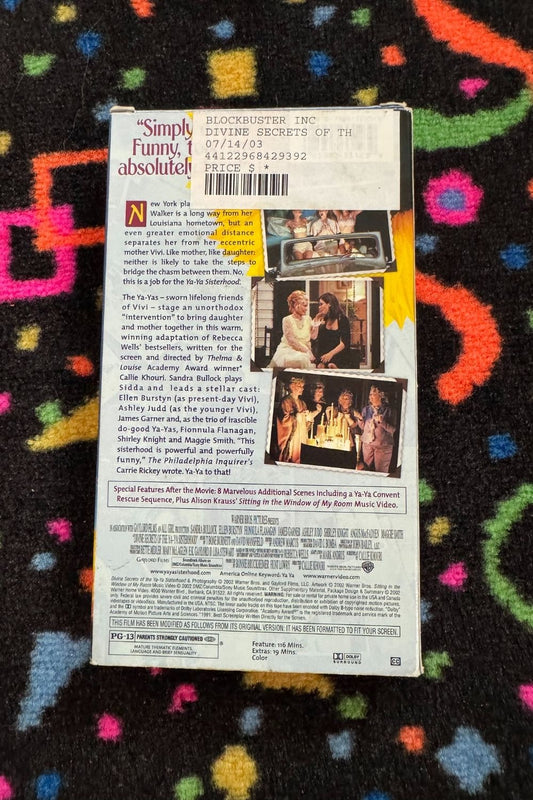 BLOCKBUSTER INC
DIVINE SECRETS OF TH
07/14/03
44122968429392
PRICE $ *
"Simply
Funny, t
absolutely
New York pla
Walker is a long way from her
Louisiana hometown, but an
even greater emotional distance
separates her from her eccentric
mother Vivi. Like mother, like daughter:
neither is likely to take the steps to
bridge the chasm between them. No,
this is a job for the Ya-Ya Sisterhood!
The Ya-Yas – sworn lifelong friends
of Vivi – stage an unorthodox
"intervention" to bring daughter
and mother together in this warm,
winning adaptation of Rebecca
Wells' bestsellers, written for the
screen and directed by Thelma &
Louise Academy Award winner*
Callie Khouri. Sandra Bullock plays
Sidda and leads a stellar cast:
Ellen Burstyn (as present-day Vivi),
Ashley Judd (as the younger Vivi),
James Garner and, as the trio of irascible
do-good Ya-Yas, Fionnula Flanagan,
Shirley Knight and Maggie Smith. "This
sisterhood is powerful and powerfully
funny," The Philadelphia Inquirer's
Carrie Rickey wrote. Ya-Ya to that!
Special Features After the Movie: 8 Marvelous Additional Scenes Including a Ya-Ya Convent
Rescue Sequence, Plus Alison Krauss' Sitting in the Window of My Room Music Video.
WARNER BROS. PICTURES PRESENTS
www.yayasisterhood.com America Online Keyword: Ya Ya www.warnervideo.com
THIS FILM HAS BEEN MODIFIED AS FOLLOWS FROM ITS ORIGINAL VERSION: IT HAS BEEN FORMATTED TO FIT YOUR SCREEN.
PG-13 PARENTS STRONGLY CAUTIONED
MATURE THEMATIC ELEMENTS,
LANGUAGE AND BRIEF SENSUALITY
Feature: 116 Mins.
Extras: 19 Mins.
Color
DOLBY
SURROUND
CC